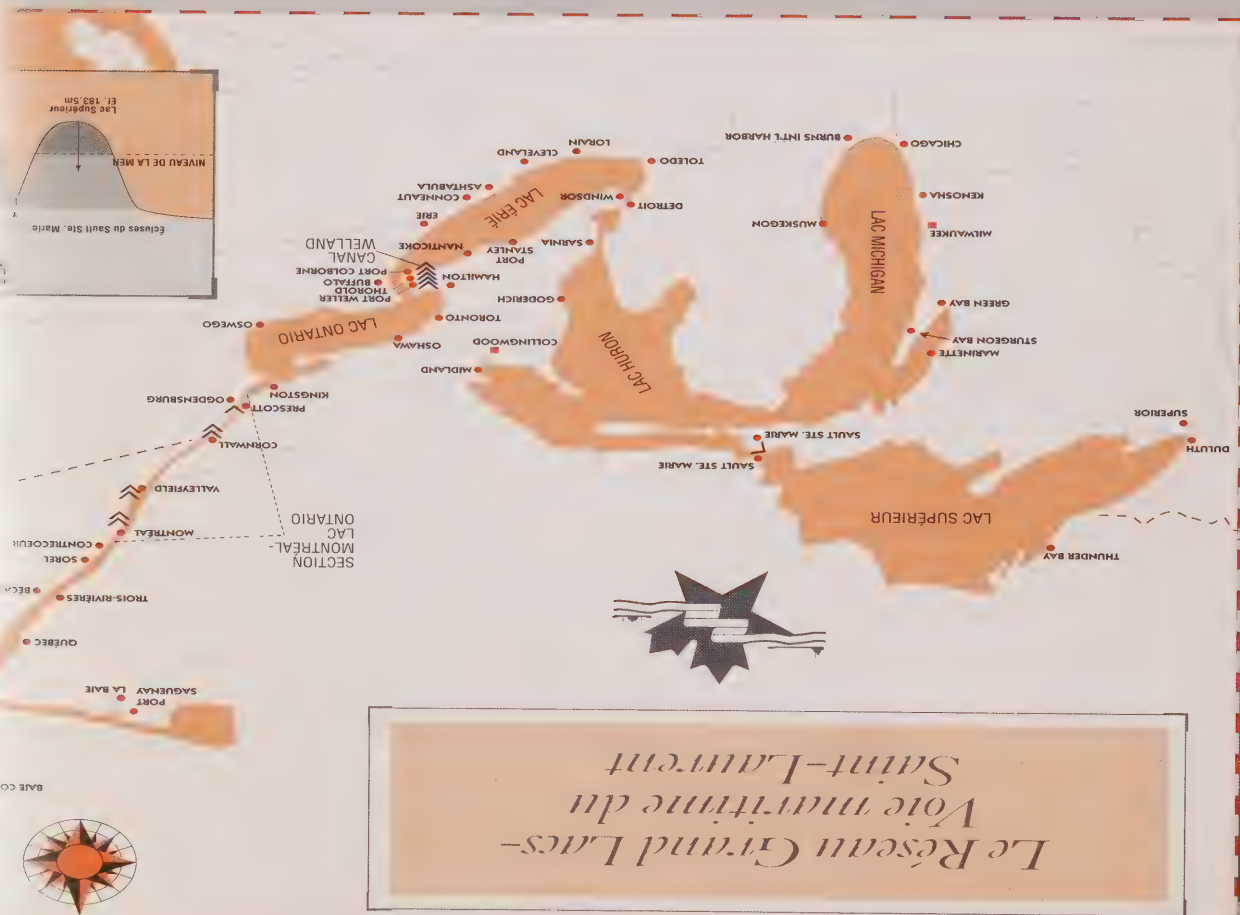 Le Réseau Grand Lacs-
Voie maritime du
Saint-Laurent
BAIE CO
PORT
SAGUENAY
LA BAIE
QUÉBEC
TROIS-RIVIÈRES
BÉCA
SOREL
CONTRECOEUR
MONTRÉAL
SECTION
MONTRÉAL-
LAC
ONTARIO
VALLEYFIELD
CORNWALL
PRESCOTT
OGDENSBURG
KINGSTON
THUNDER BAY
LAC SUPÉRIEUR
DULUTH
SUPERIOR
SAULT STE. MARIE
SAULT STE. MARIE
MARINETTE
STURGEON BAY
GREEN BAY
MILWAUKEE
KENOSHA
CHICAGO
LAC MICHIGAN
MUSKEGON
BURNS INT'L HARBOR
LAC HURON
MIDLAND
COLLINGWOOD
GODERICH
SARNIA
OSHAWA
TORONTO
LAC ONTARIO
OSWEGO
HAMILTON
PORT WELLER
THOROLD
BUFFALO
PORT COLBORNE
CANAL
WELLAND
PORT
STANLEY
NANTICOKE
LAC ÉRIÉ
DETROIT
WINDSOR
TOLEDO
LORAIN
CLEVELAND
ERIE
CONNEAUT
ASHTABULA
Écluses du Sault Ste. Marie
NIVEAU DE LA MER
Lac Supérieur
El. 183.5m